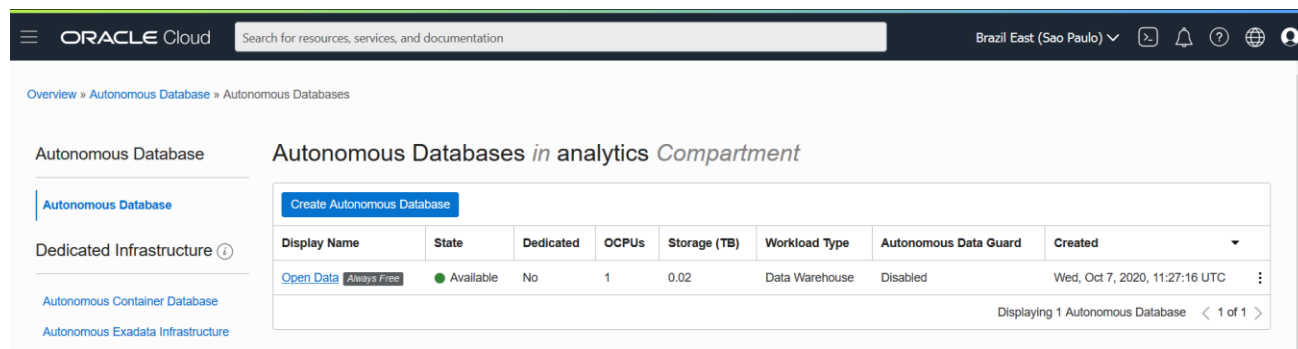 ORACLE Cloud
Search for resources, services, and documentation
Brazil East (Sao Paulo)
Overview » Autonomous Database » Autonomous Databases
Autonomous Database
Autonomous Database
Dedicated Infrastructure
Autonomous Container Database
Autonomous Exadata Infrastructure
Autonomous Databases in analytics Compartment
Create Autonomous Database
Display Name State Dedicated OCPUs Storage (TB) Workload Type Autonomous Data Guard Created
Open Data Always Free Available No 1 0.02 Data Warehouse Disabled Wed, Oct 7, 2020, 11:27:16 UTC
Displaying 1 Autonomous Database < 1 of 1 >